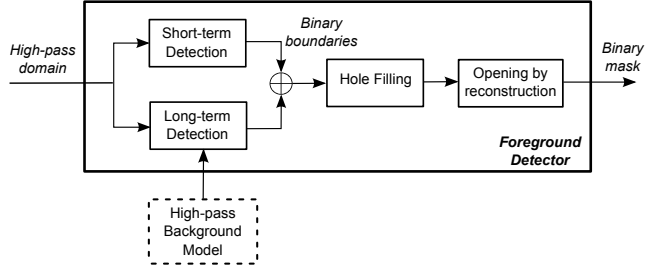 High-pass
domain
Short-term
Detection
Long-term
Detection
Binary
boundaries
Hole Filling
Opening by
reconstruction
Binary
mask
Foreground
Detector
High-pass
Background
Model